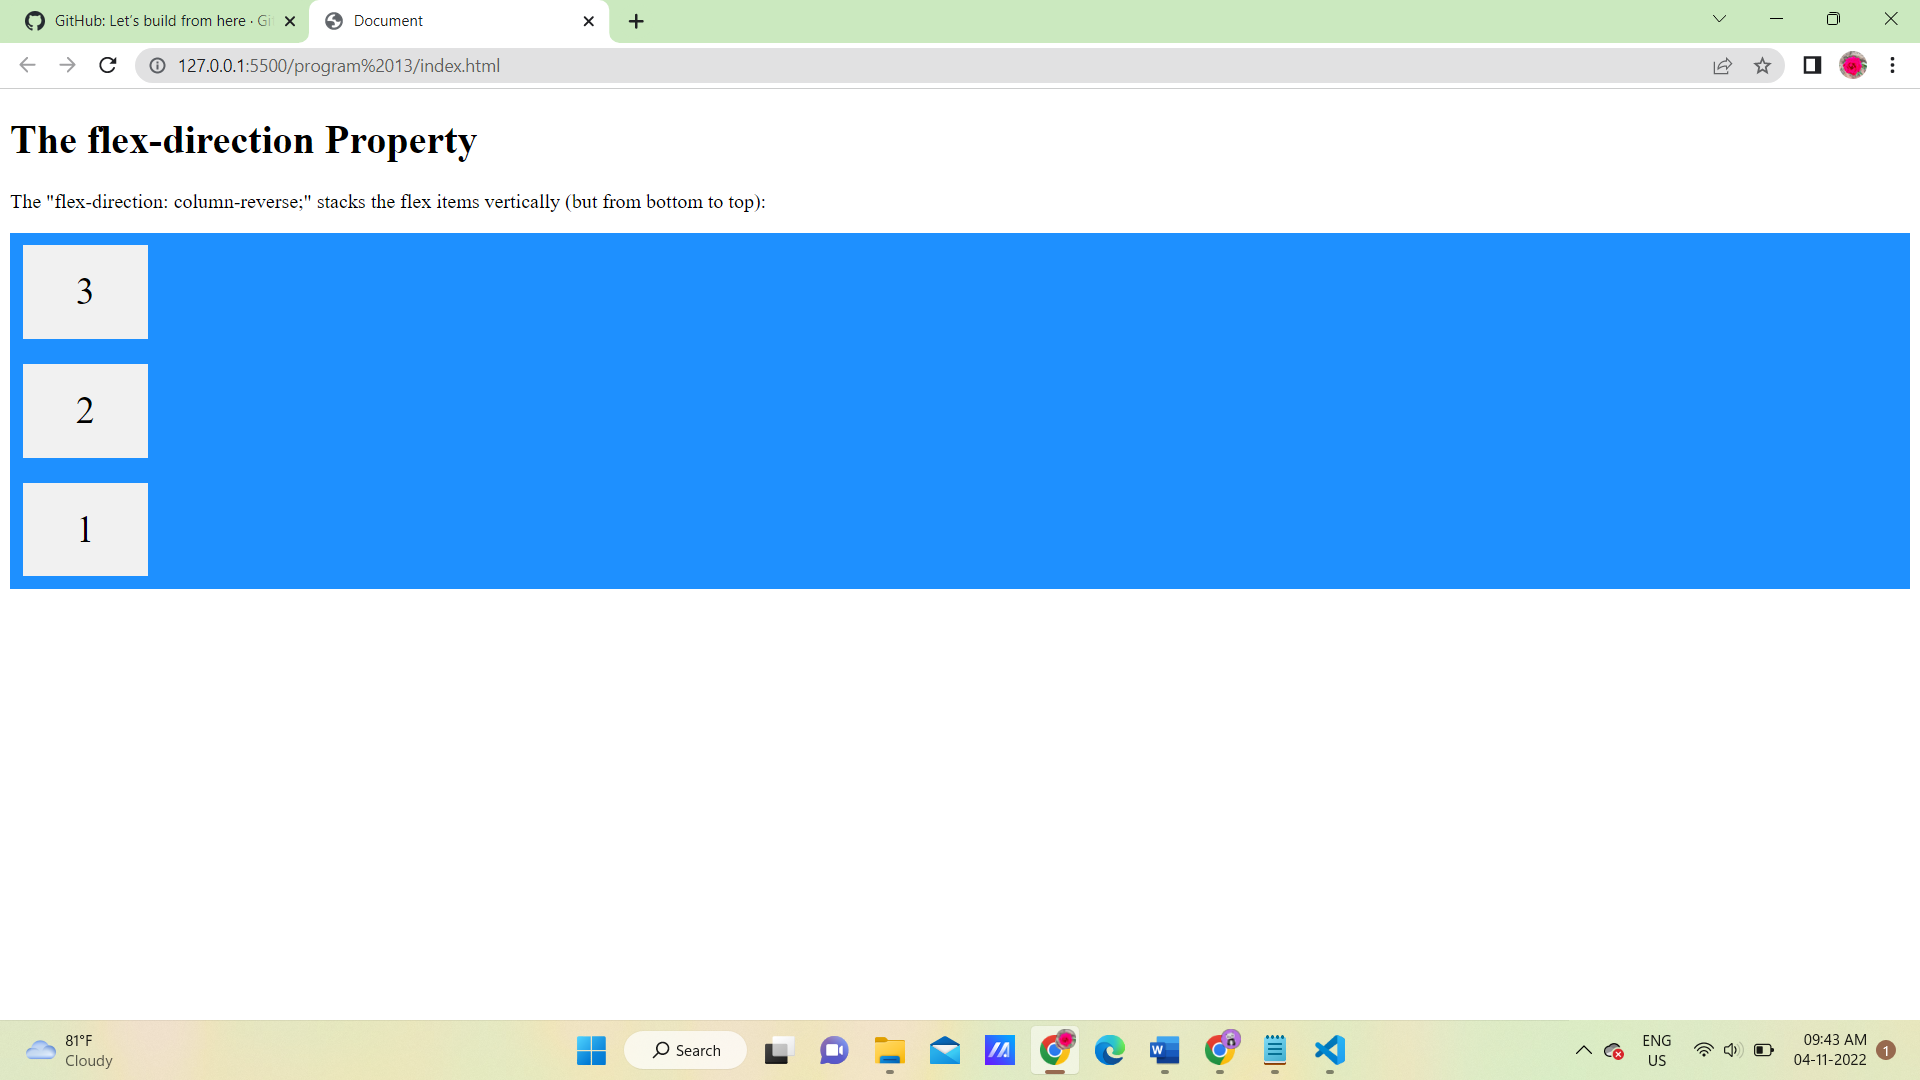 GitHub: Let's build from here · Gi
Document
127.0.0.1:5500/program%2013/index.html
The flex-direction Property
The "flex-direction: column-reverse;" stacks the flex items vertically (but from bottom to top):
3
2
1
81°F
Cloudy
Search
ENG
US
09:43 AM
04-11-2022
1